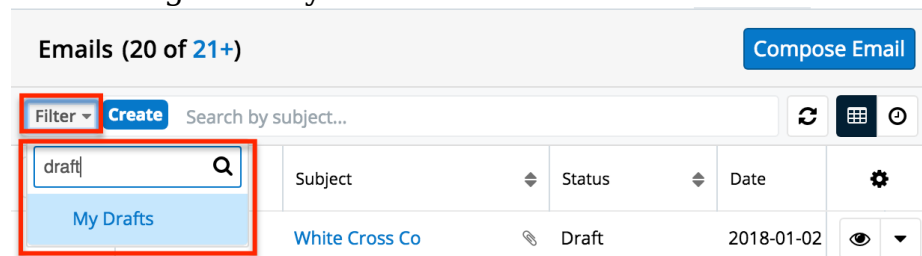 Emails (20 of 21+)
Compose Email
Filter Create Search by subject...
draft
Subject Status Date
My Drafts
White Cross Co Draft 2018-01-02